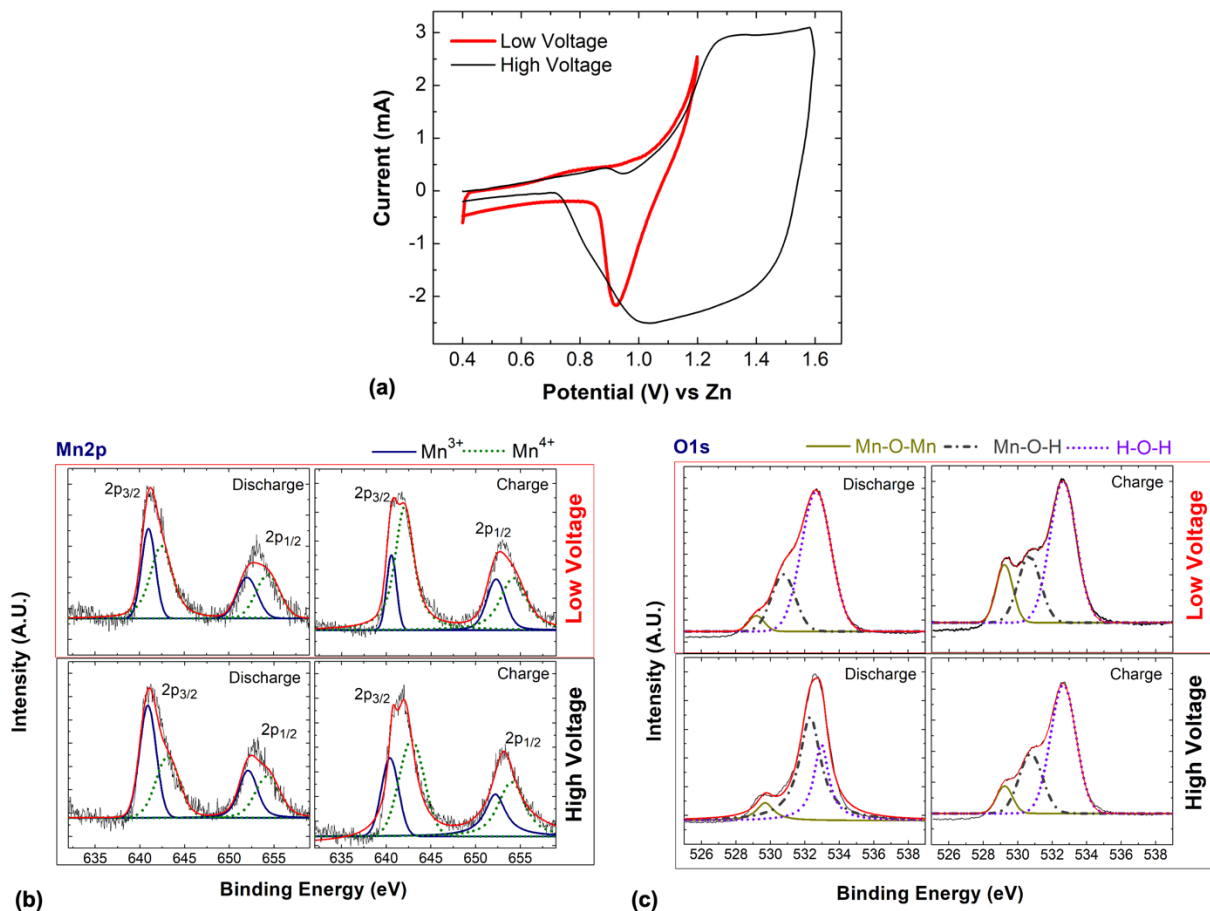 3
2
1
0
-1
-2
Current (mA)
Low Voltage
High Voltage
0.4 0.6 0.8 1.0 1.2 1.4 1.6
(a) Potential (V) vs Zn
Mn2p Mn3+ Mn4+
2p3/2 Discharge 2p1/2
2p3/2 Charge 2p1/2
Low Voltage
2p3/2 Discharge 2p1/2
2p3/2 Charge 2p1/2
High Voltage
Intensity (A.U.)
635 640 645 650 655 635 640 645 650 655
(b) Binding Energy (eV)
O1s Mn-O-Mn Mn-O-H H-O-H
Discharge Charge
Low Voltage
Discharge Charge
High Voltage
Intensity (A.U.)
526 528 530 532 534 536 538 526 528 530 532 534 536 538
(c) Binding Energy (eV)